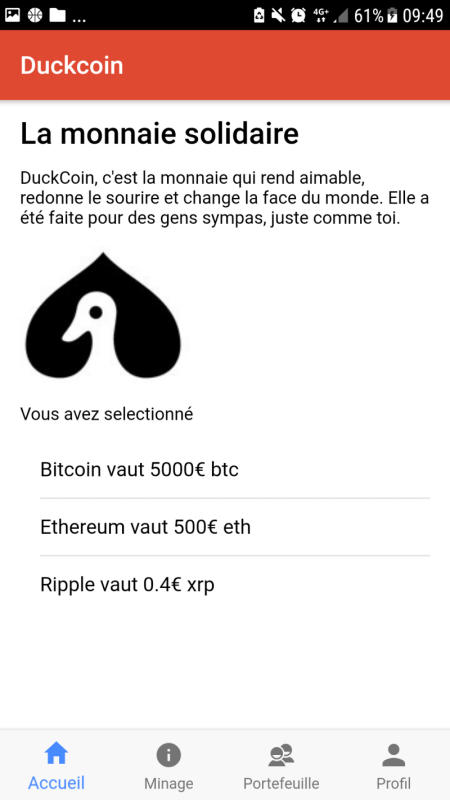 ... 4G+ 61% 09:49
Duckcoin
La monnaie solidaire
DuckCoin, c'est la monnaie qui rend aimable,
redonne le sourire et change la face du monde. Elle a
été faite pour des gens sympas, juste comme toi.
Vous avez selectionné
Bitcoin vaut 5000€ btc
Ethereum vaut 500€ eth
Ripple vaut 0.4€ xrp
Accueil Minage Portefeuille Profil